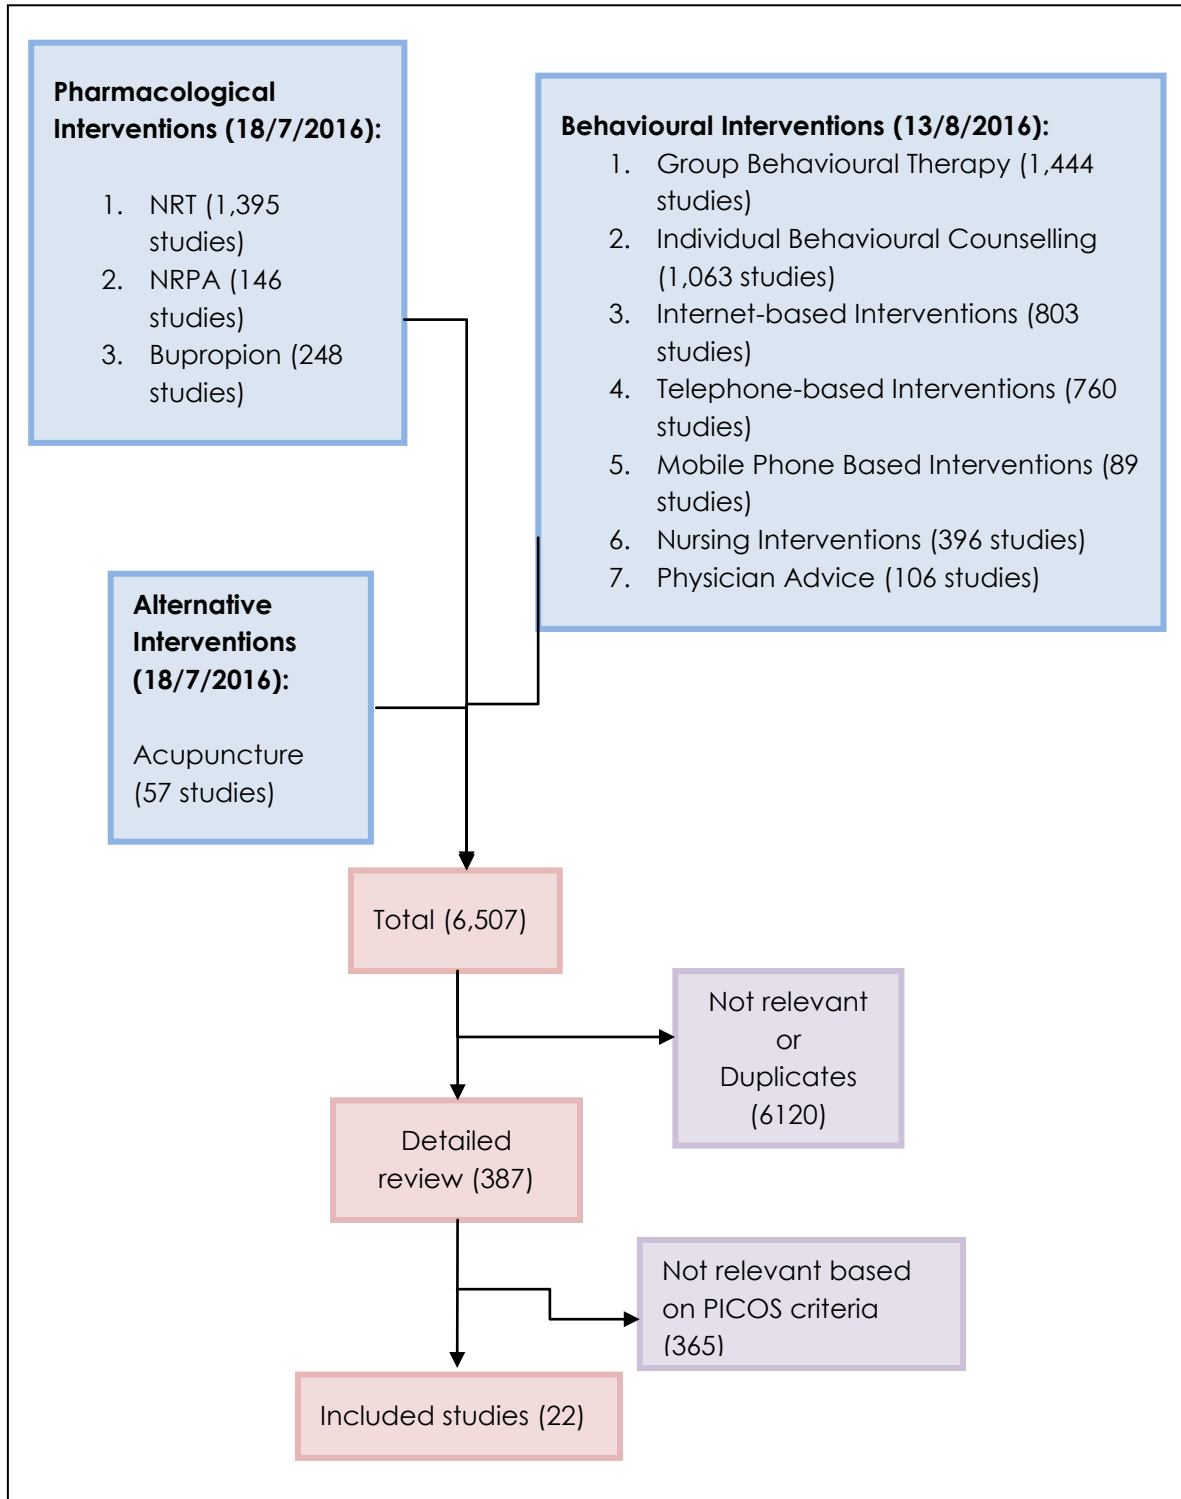 Pharmacological
Interventions (18/7/2016):
1. NRT (1,395
studies)
2. NRPA (146
studies)
3. Bupropion (248
studies)
Behavioural Interventions (13/8/2016):
1. Group Behavioural Therapy (1,444
studies)
2. Individual Behavioural Counselling
(1,063 studies)
3. Internet-based Interventions (803
studies)
4. Telephone-based Interventions (760
studies)
5. Mobile Phone Based Interventions (89
studies)
6. Nursing Interventions (396 studies)
7. Physician Advice (106 studies)
Alternative
Interventions
(18/7/2016):
Acupuncture
(57 studies)
Total (6,507)
Not relevant
or
Duplicates
(6120)
Detailed
review (387)
Not relevant based
on PICOS criteria
(365)
Included studies (22)